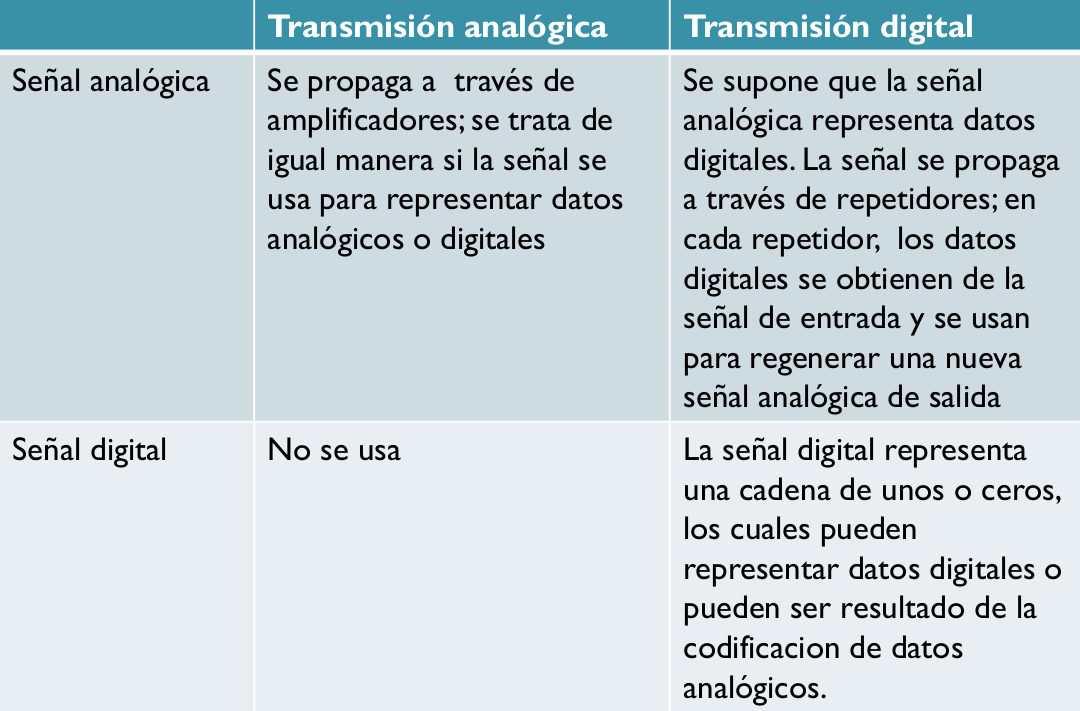 Transmisión analógica
Transmisión digital
Señal analógica
Se propaga a  través de
amplificadores; se trata de
igual manera si la señal se
usa para representar datos
analógicos o digitales
Se supone que la señal
analógica representa datos
digitales. La señal se propaga
a través de repetidores; en
cada repetidor,  los datos
digitales se obtienen de la
señal de entrada y se usan
para regenerar una nueva
señal analógica de salida
Señal digital
No se usa
La señal digital representa
una cadena de unos o ceros,
los cuales pueden
representar datos digitales o
pueden ser resultado de la
codificacion de datos
analógicos.